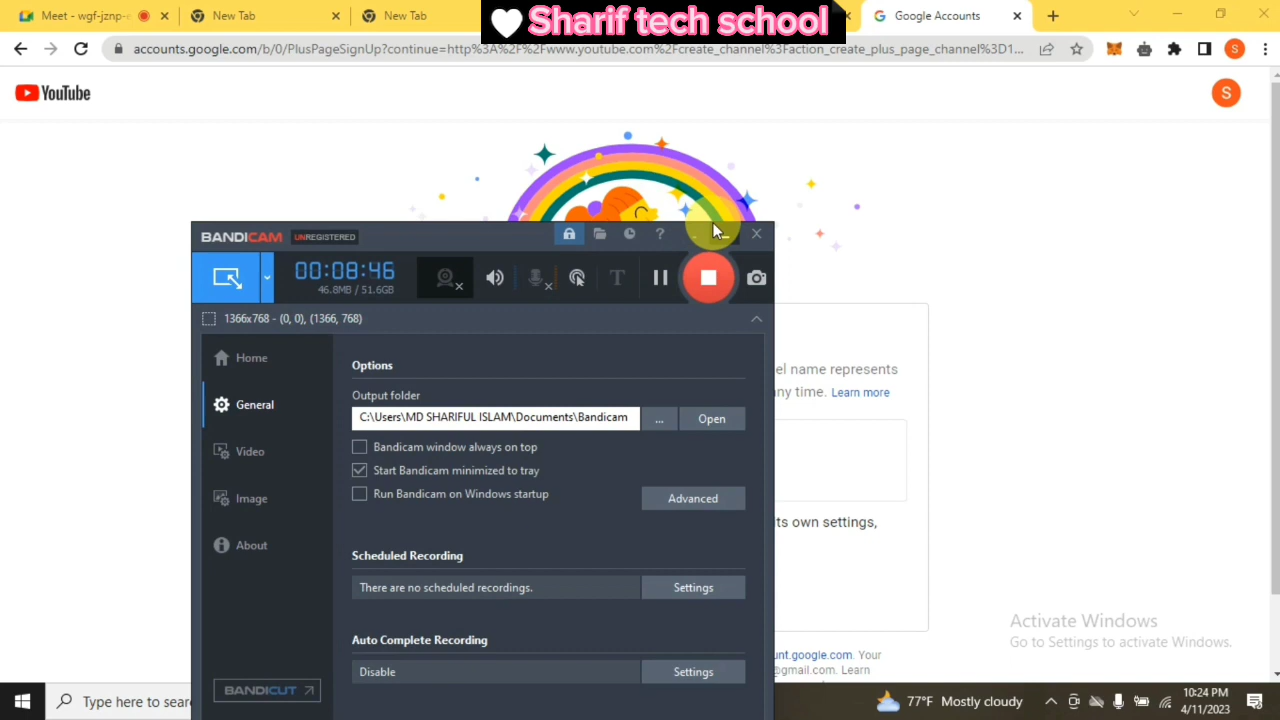 Meet - wgf-jznp-
New Tab
New Tab
Sharif tech school
Google Accounts
accounts.google.com/b/0/PlusPageSignUp?continue=http%3A%2F%2Fwww.youtube.com%2Fcreate_channel%3Faction_create_plus_page_channel%3D1...
S
YouTube
S
BANDICAM UNREGISTERED
00:08:46
46.8MB / 51.6GB
1366x768 - (0, 0), (1366, 768)
Home
General
Video
Image
About
BANDICUT
Options
Output folder
C:\Users\MD SHARIFUL ISLAM\Documents\Bandicam
...
Open
Bandicam window always on top
Start Bandicam minimized to tray
Run Bandicam on Windows startup
Advanced
Scheduled Recording
There are no scheduled recordings.
Settings
Auto Complete Recording
Disable
Settings
el name represents
ny time. Learn more
ts own settings,
unt.google.com. Your
@gmail.com. Learn
Activate Windows
Go to Settings to activate Windows.
Type here to sear
77°F Mostly cloudy
10:24 PM
4/11/2023